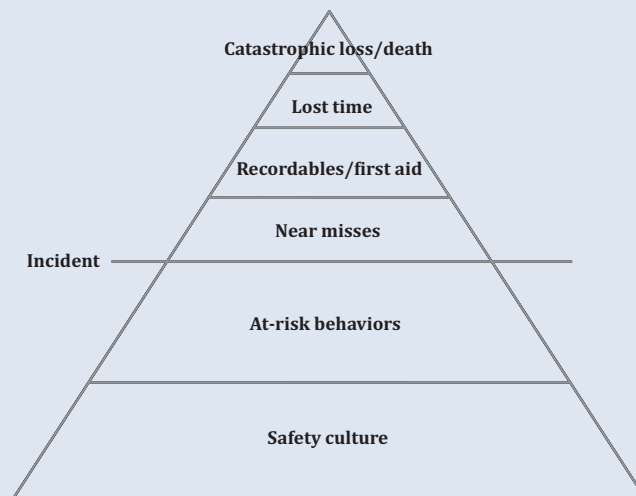 Catastrophic loss/death
Lost time
Recordables/first aid
Near misses
Incident
At-risk behaviors
Safety culture